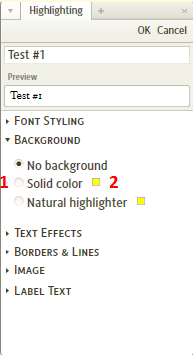 Highlighting
OK Cancel
Test #1
Preview
Test #1
Font Styling
Background
No background
1 Solid color 2
Natural highlighter
Text Effects
Borders & Lines
Image
Label Text